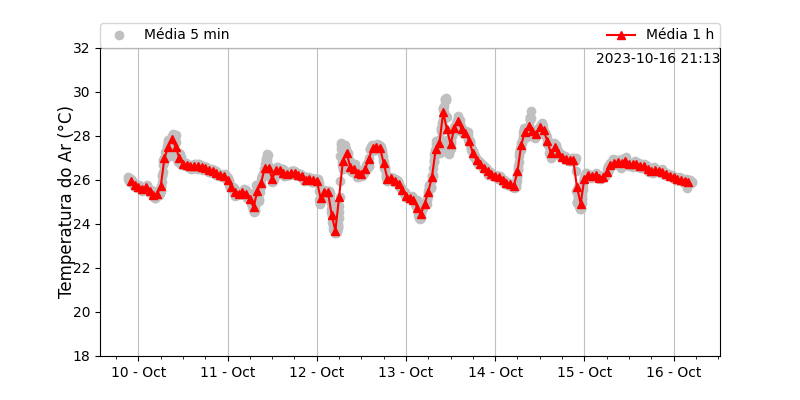 Média 5 min
Média 1 h
2023-10-16 21:13
Temperatura do Ar (°C)
32
30
28
26
24
22
20
18
10 - Oct
11 - Oct
12 - Oct
13 - Oct
14 - Oct
15 - Oct
16 - Oct